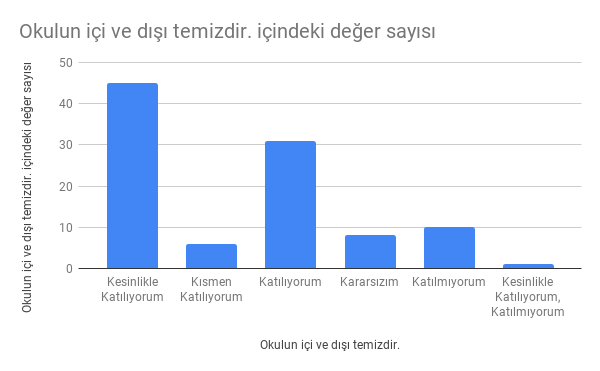 Okulun içi ve dışı temizdir. içindeki değer sayısı
Okulun içi ve dışı temizdir. içindeki değer sayısı
50
40
30
20
10
0
Kesinlikle
Katılıyorum
Kısmen
Katılıyorum
Katılıyorum
Kararsızım
Katılmıyorum
Kesinlikle
Katılıyorum,
Katılmıyorum
Okulun içi ve dışı temizdir.